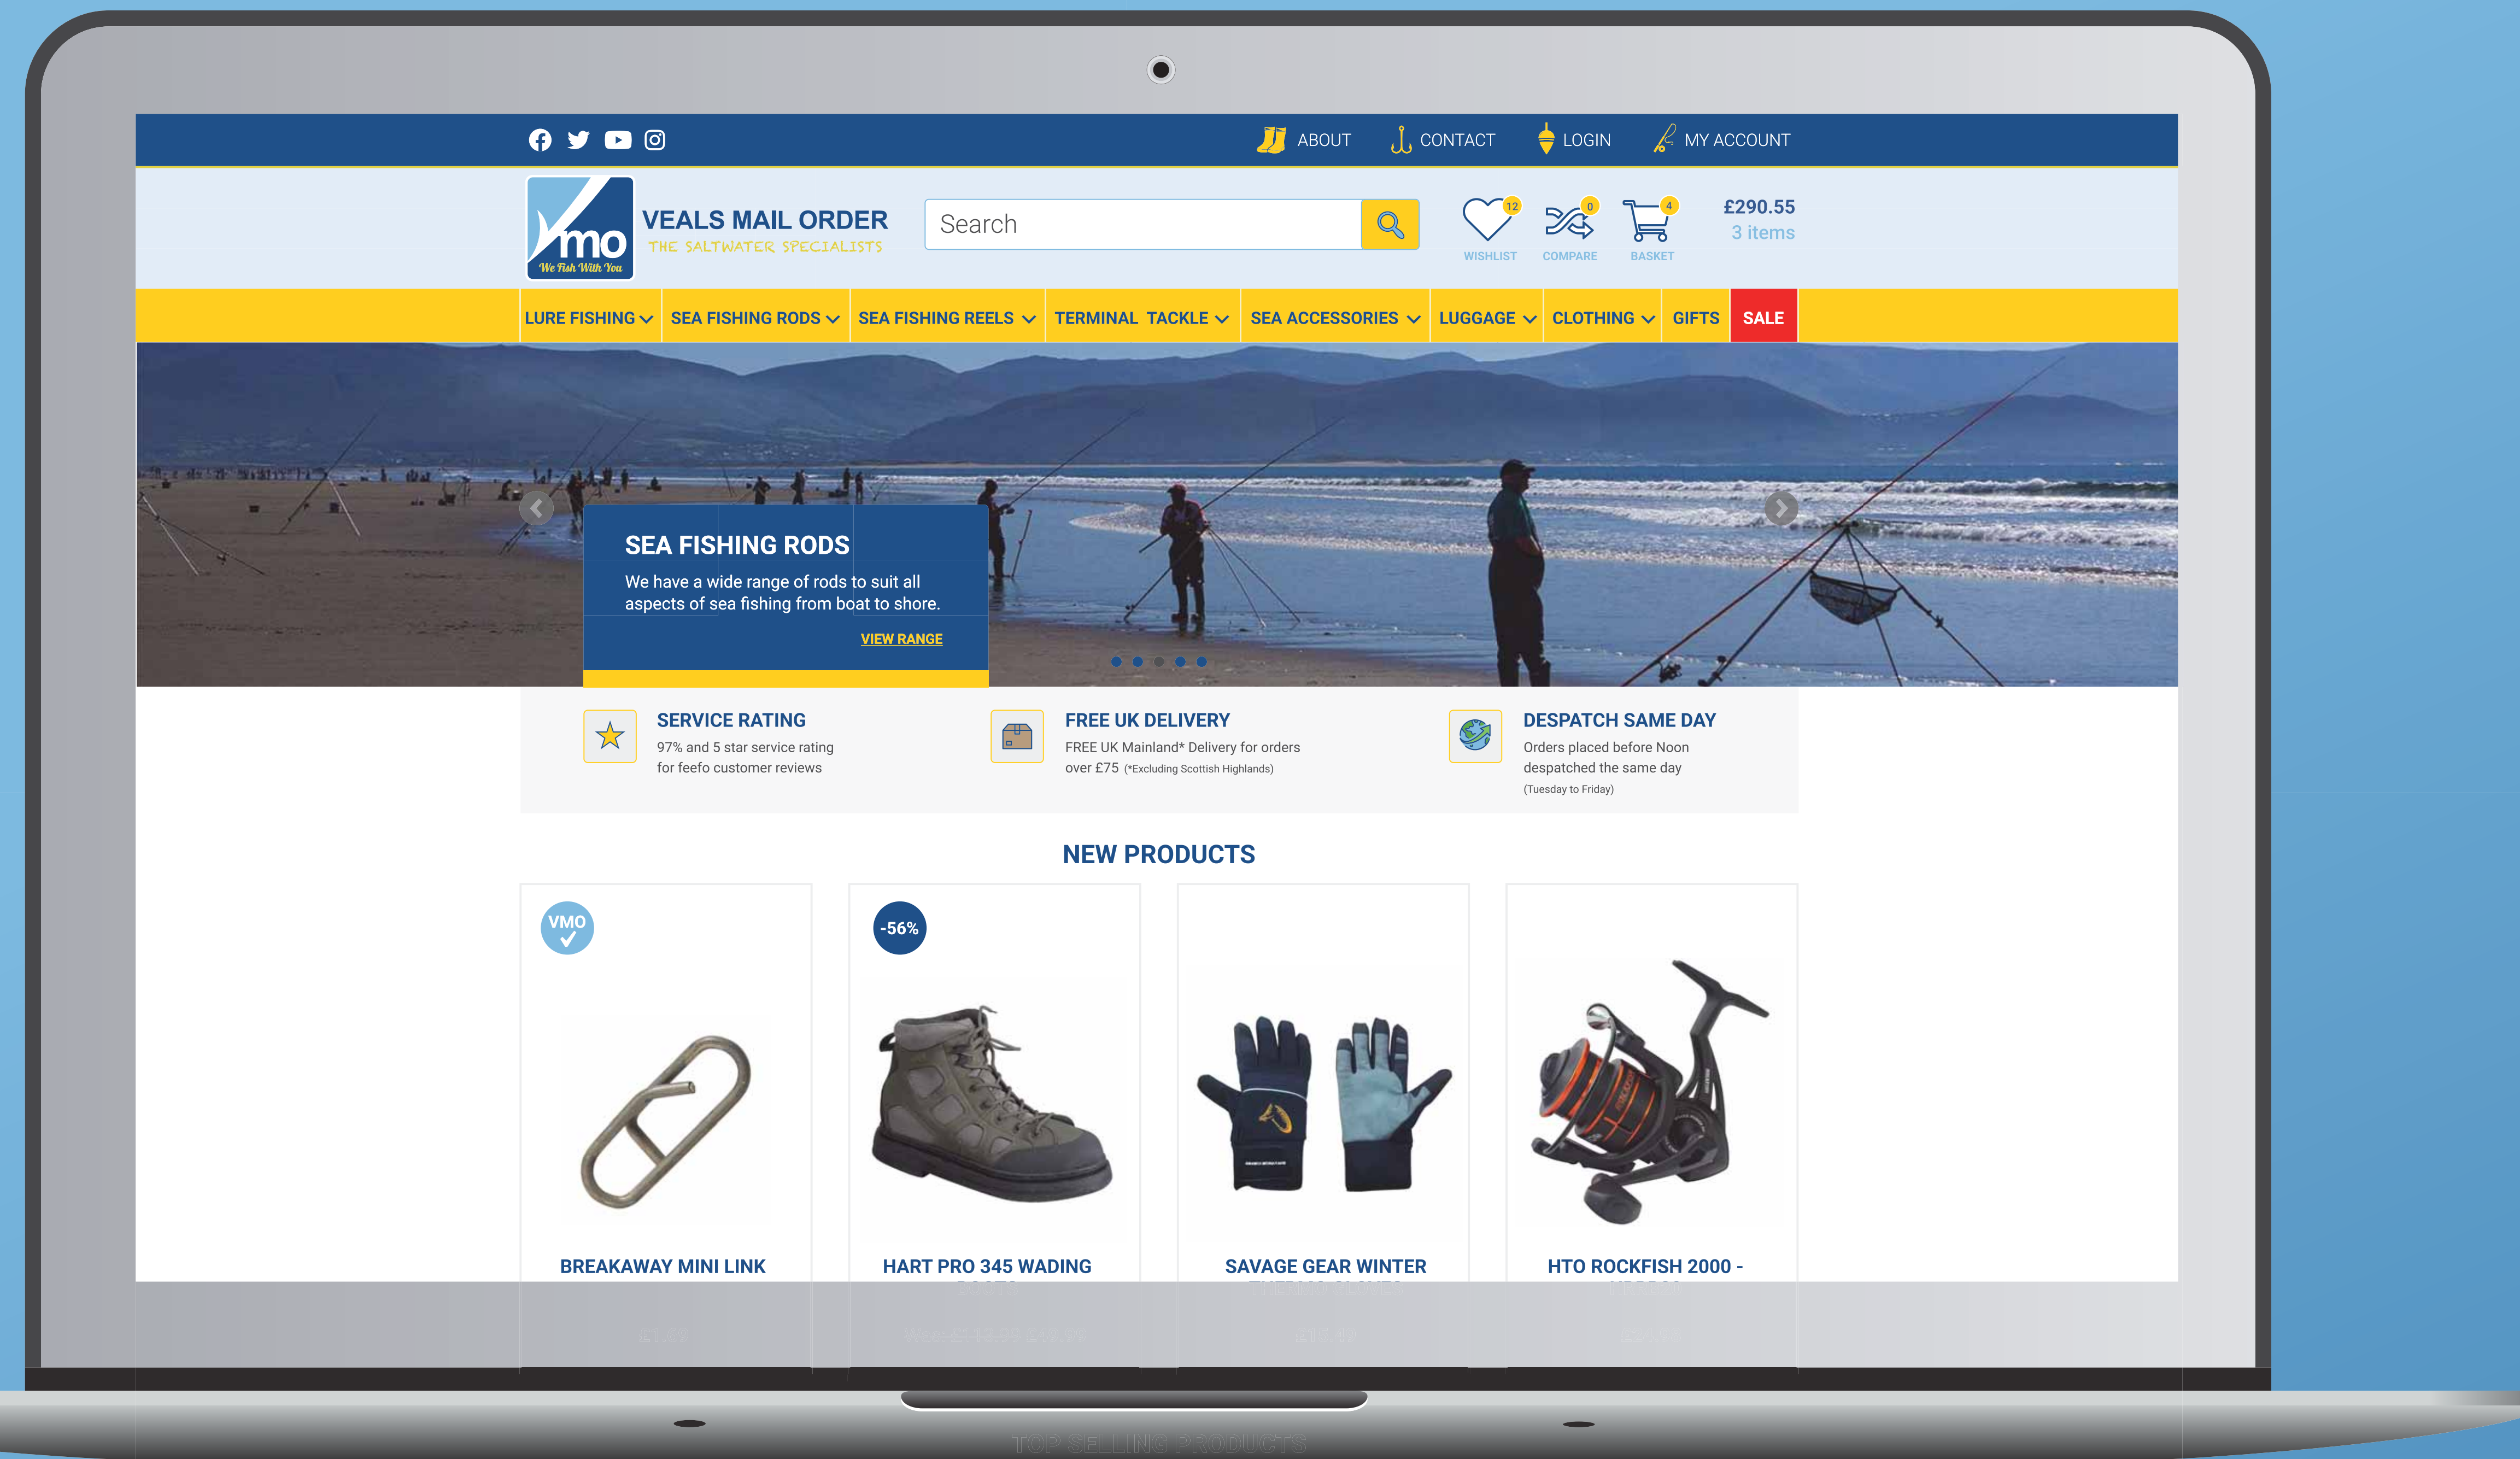 ABOUT
CONTACT
LOGIN
MY ACCOUNT
mo
We Fish With You
VEALS MAIL ORDER
THE SALTWATER SPECIALISTS
Search
12
WISHLIST
0
COMPARE
4
BASKET
£290.55
3 items
LURE FISHING
SEA FISHING RODS
SEA FISHING REELS
TERMINAL TACKLE
SEA ACCESSORIES
LUGGAGE
CLOTHING
GIFTS
SALE
SEA FISHING RODS
We have a wide range of rods to suit all
aspects of sea fishing from boat to shore.
VIEW RANGE
SERVICE RATING
97% and 5 star service rating
for feefo customer reviews
FREE UK DELIVERY
FREE UK Mainland* Delivery for orders
over £75 (*Excluding Scottish Highlands)
DESPATCH SAME DAY
Orders placed before Noon
despatched the same day
(Tuesday to Friday)
NEW PRODUCTS
VMO
-56%
BREAKAWAY MINI LINK
HART PRO 345 WADING
SAVAGE GEAR WINTER
HTO ROCKFISH 2000 -
TOP SELLING PRODUCTS